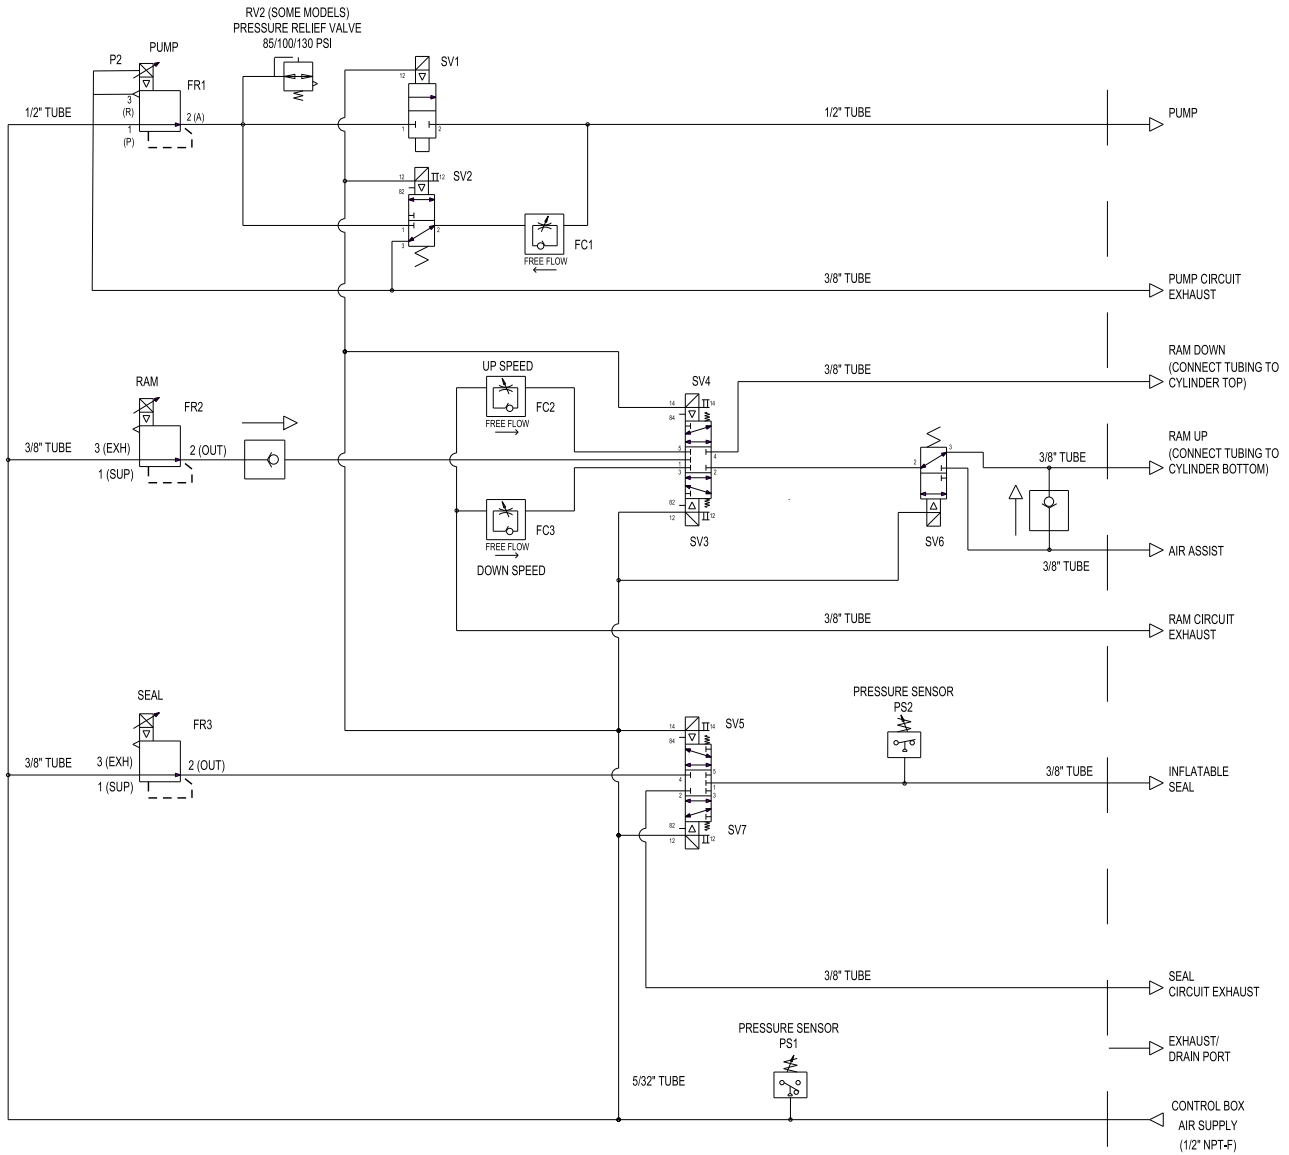 RV2 (SOME MODELS)
PRESSURE RELIEF VALVE
85/100/130 PSI
PUMP
P2
FR1
3
(R)
1
(P)
2 (A)
1/2" TUBE
SV1
12
1
2
1/2" TUBE
PUMP
SV2
12
12
82
1
2
3
FC1
FREE FLOW
3/8" TUBE
PUMP CIRCUIT
EXHAUST
RAM
FR2
3/8" TUBE
3 (EXH)
2 (OUT)
1 (SUP)
UP SPEED
FC2
FREE FLOW
FC3
FREE FLOW
DOWN SPEED
SV4
14
14
84
5
4
1
3
2
82
12
12
SV3
3/8" TUBE
RAM DOWN
(CONNECT TUBING TO
CYLINDER TOP)
3
2
SV6
3/8" TUBE
RAM UP
(CONNECT TUBING TO
CYLINDER BOTTOM)
AIR ASSIST
3/8" TUBE
3/8" TUBE
RAM CIRCUIT
EXHAUST
SEAL
FR3
3/8" TUBE
3 (EXH)
2 (OUT)
1 (SUP)
SV5
14
14
84
5
4
1
2
3
82
12
12
SV7
PRESSURE SENSOR
PS2
3/8" TUBE
INFLATABLE
SEAL
3/8" TUBE
SEAL
CIRCUIT EXHAUST
PRESSURE SENSOR
PS1
EXHAUST/
DRAIN PORT
5/32" TUBE
CONTROL BOX
AIR SUPPLY
(1/2" NPT-F)